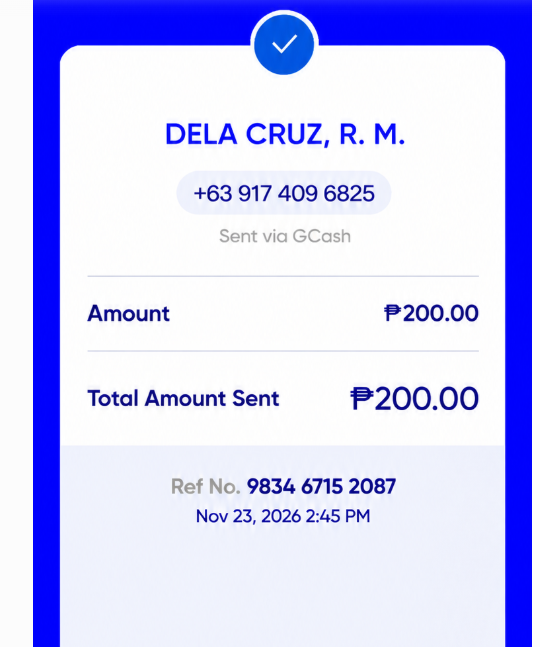 DELA CRUZ, R. M.
+63 917 409 6825
Sent via GCash
Amount ₱200.00
Total Amount Sent ₱200.00
Ref No. 9834 6715 2087
Nov 23, 2026 2:45 PM